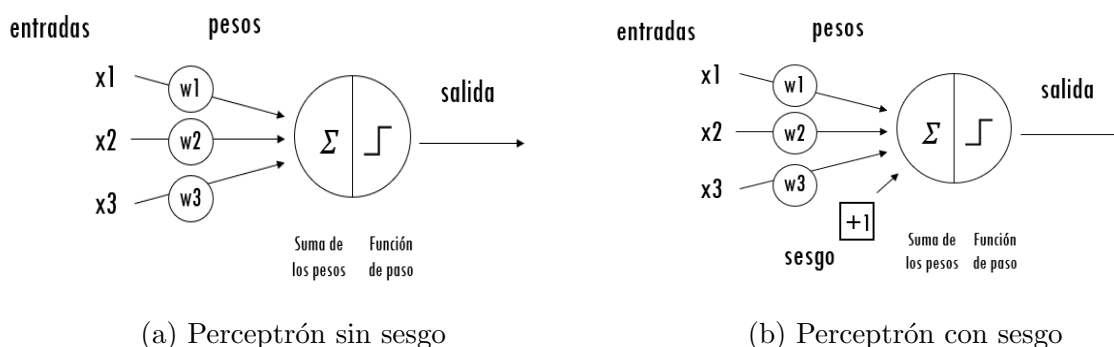 entradas
pesos
x1
w1
x2
w2
x3
w3
Σ
salida
Suma de
los pesos
Función
de paso
(a) Perceptrón sin sesgo
entradas
pesos
x1
w1
x2
w2
x3
w3
+1
sesgo
Σ
salida
Suma de
los pesos
Función
de paso
(b) Perceptrón con sesgo